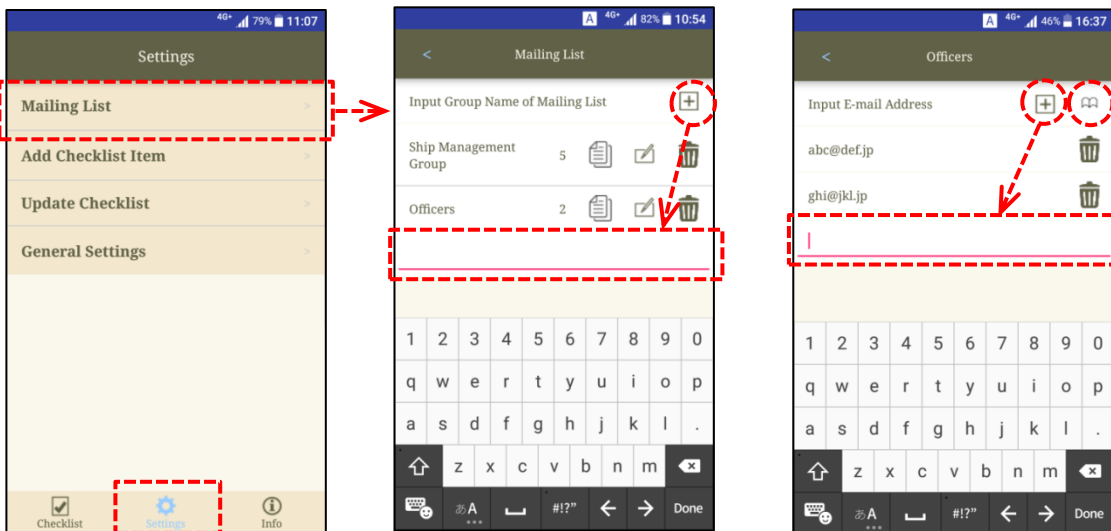 4G+ 79% 11:07
Settings
Mailing List >
Add Checklist Item >
Update Checklist >
General Settings >
Checklist Settings Info
A 4G+ 82% 10:54
< Mailing List
Input Group Name of Mailing List +
Ship Management
Group 5
Officers 2
1 2 3 4 5 6 7 8 9 0
q w e r t y u i o p
a s d f g h j k l .
z x c v b n m
あA #!?" ← → Done
A 4G+ 46% 16:37
< Officers
Input E-mail Address +
abc@def.jp
ghi@jkl.jp
1 2 3 4 5 6 7 8 9 0
q w e r t y u i o p
a s d f g h j k l .
z x c v b n m
あA #!?" ← → Done